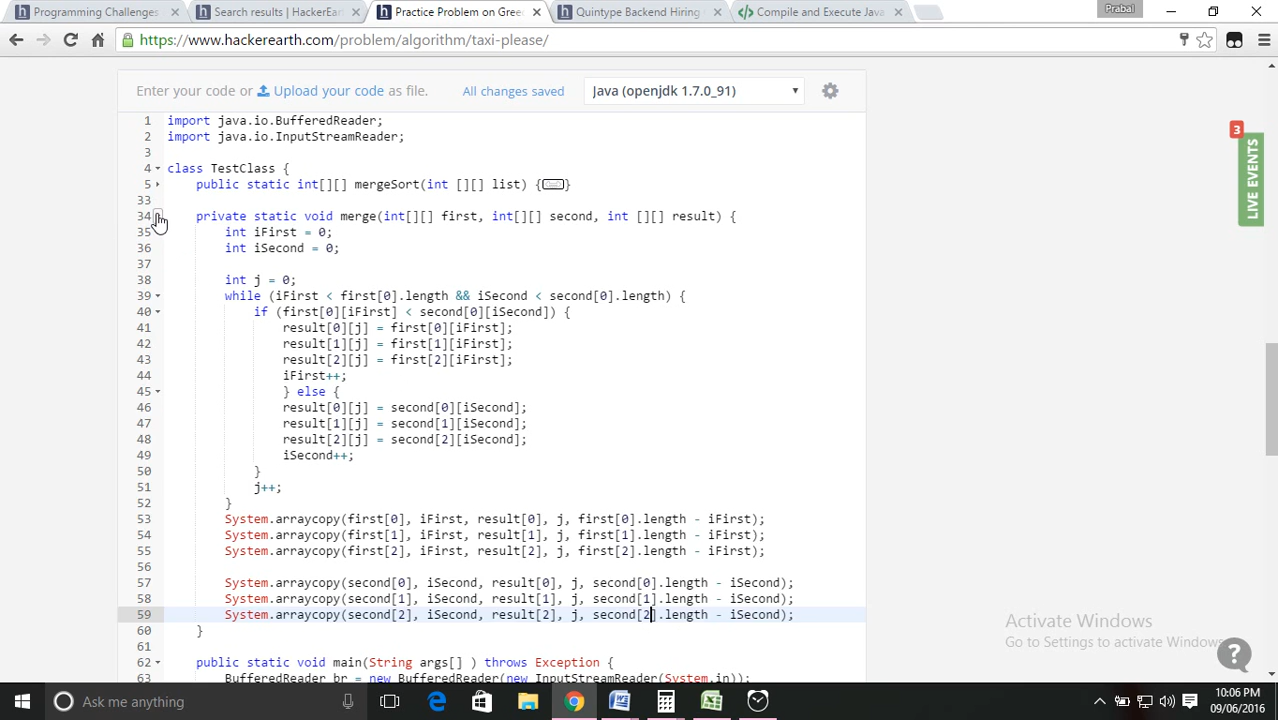 Programming Challenges
Search results | HackerEar
Practice Problem on Gree
Quintype Backend Hiring
Compile and Execute Java
Prabal
https://www.hackerearth.com/problem/algorithm/taxi-please/
Enter your code or Upload your code as file.
All changes saved
Java (openjdk 1.7.0_91)
3
LIVE EVENTS
1 import java.io.BufferedReader;
2 import java.io.InputStreamReader;
3
4 class TestClass {
5 public static int[][] mergeSort(int [][] list) {...}
33
34 private static void merge(int[][] first, int[][] second, int [][] result) {
35 int iFirst = 0;
36 int iSecond = 0;
37
38 int j = 0;
39 while (iFirst < first[0].length && iSecond < second[0].length) {
40 if (first[0][iFirst] < second[0][iSecond]) {
41 result[0][j] = first[0][iFirst];
42 result[1][j] = first[1][iFirst];
43 result[2][j] = first[2][iFirst];
44 iFirst++;
45 } else {
46 result[0][j] = second[0][iSecond];
47 result[1][j] = second[1][iSecond];
48 result[2][j] = second[2][iSecond];
49 iSecond++;
50 }
51 j++;
52 }
53 System.arraycopy(first[0], iFirst, result[0], j, first[0].length - iFirst);
54 System.arraycopy(first[1], iFirst, result[1], j, first[1].length - iFirst);
55 System.arraycopy(first[2], iFirst, result[2], j, first[2].length - iFirst);
56
57 System.arraycopy(second[0], iSecond, result[0], j, second[0].length - iSecond);
58 System.arraycopy(second[1], iSecond, result[1], j, second[1].length - iSecond);
59 System.arraycopy(second[2], iSecond, result[2], j, second[2].length - iSecond);
60 }
61
62 public static void main(String args[] ) throws Exception {
63 BufferedReader br = new BufferedReader(new InputStreamReader(System.in));
Activate Windows
Go to Settings to activate Windows.
?
Ask me anything
10:06 PM
09/06/2016